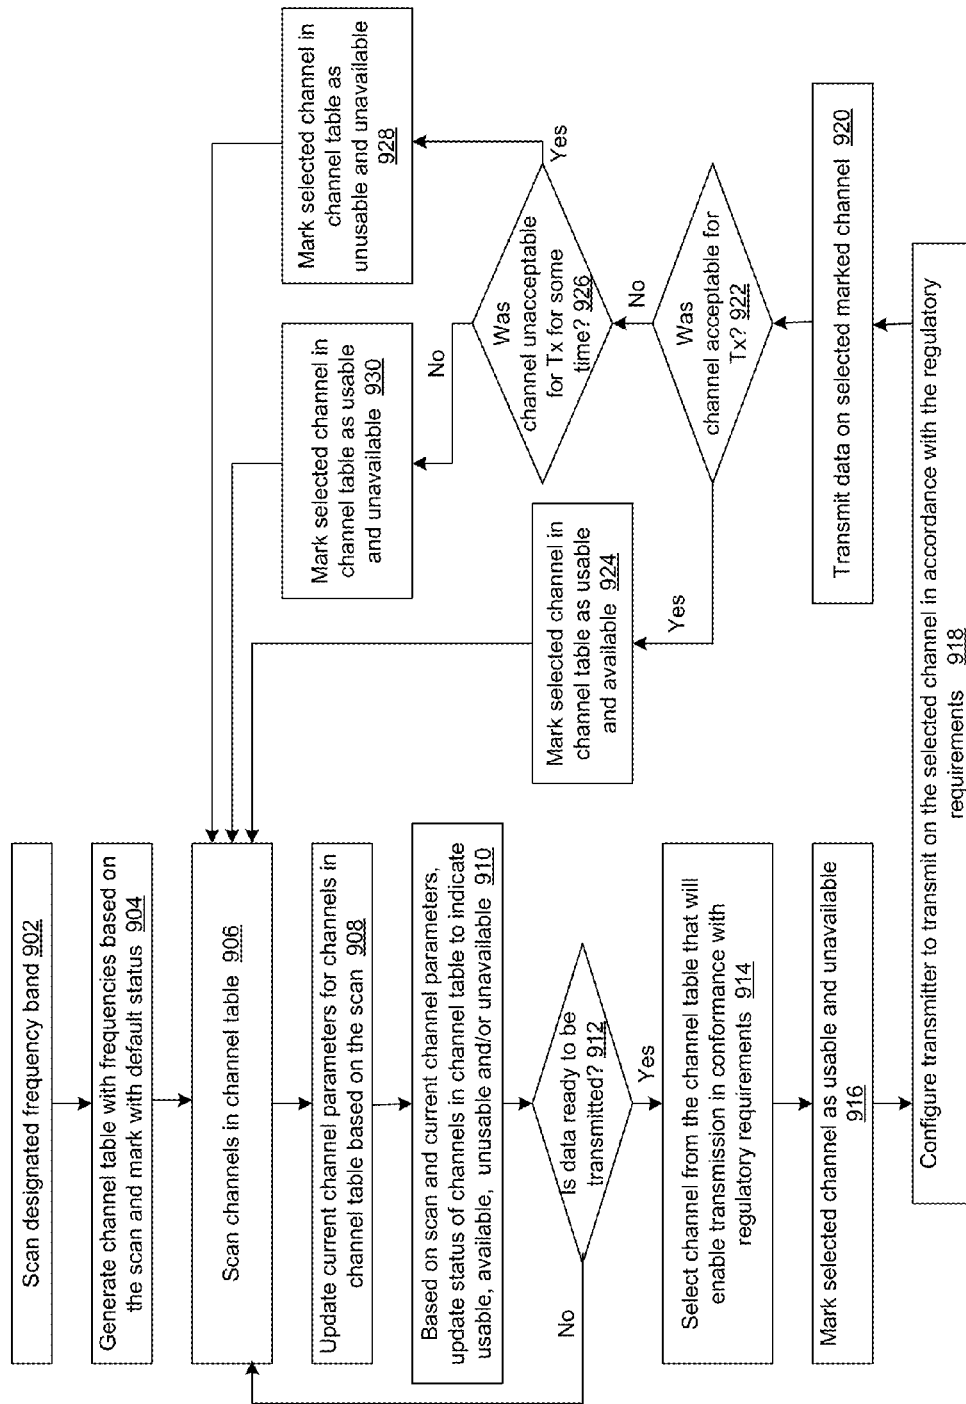 Scan designated frequency band 902
Generate channel table with frequencies based on
the scan and mark with default status 904
Scan channels in channel table 906
Update current channel parameters for channels in
channel table based on the scan 908
Based on scan and current channel parameters,
update status of channels in channel table to indicate
usable, available, unusable and/or unavailable 910
Is data ready to be
transmitted? 912
No
Yes
Select channel from the channel table that will
enable transmission in conformance with
regulatory requirements 914
Mark selected channel as usable and unavailable
916
Configure transmitter to transmit on the selected channel in accordance with the regulatory
requirements 918
Transmit data on selected marked channel 920
Was
channel acceptable for
Tx? 922
Yes
No
Mark selected channel in
channel table as usable
and available 924
Was
channel unacceptable
for Tx for some
time? 926
No
Yes
Mark selected channel in
channel table as usable
and unavailable 930
Mark selected channel in
channel table as
unusable and unavailable
928